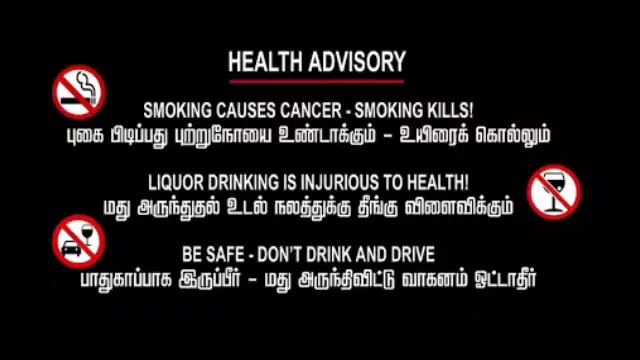 HEALTH ADVISORY
SMOKING CAUSES CANCER - SMOKING KILLS!
புகை பிடிப்பது புற்றுநோயை உண்டாக்கும் – உயிரைக் கொல்லும்
LIQUOR DRINKING IS INJURIOUS TO HEALTH!
மது அருந்துதல் உடல் நலத்துக்கு தீங்கு விளைவிக்கும்
BE SAFE - DON'T DRINK AND DRIVE
பாதுகாப்பாக இருப்பீர் – மது அருந்திவிட்டு வாகனம் ஓட்டாதீர்